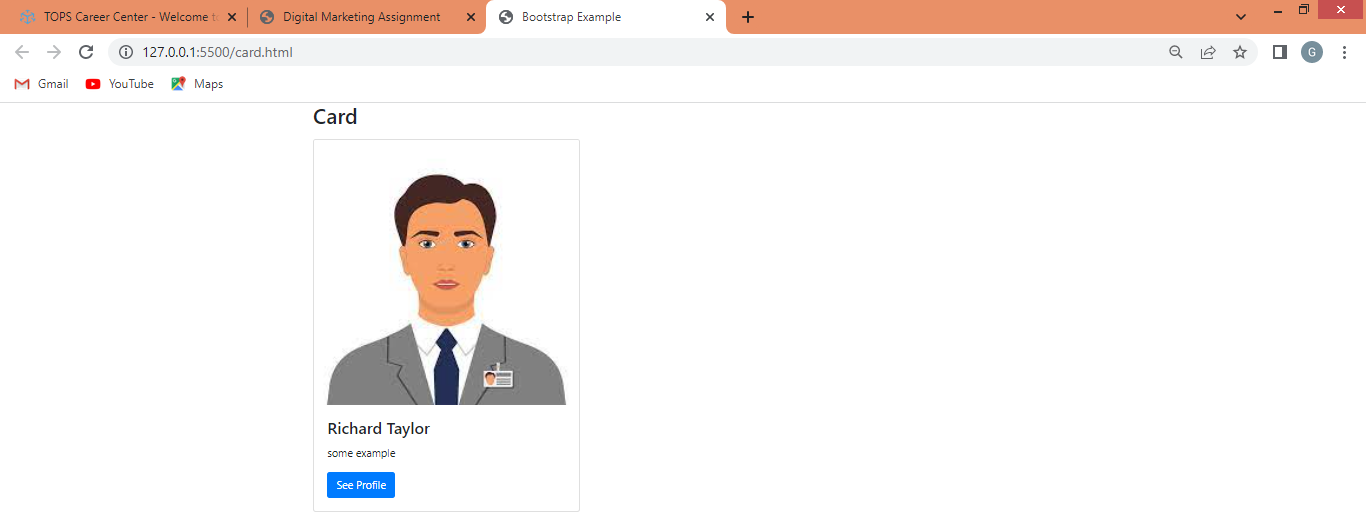 TOPS Career Center - Welcome t
Digital Marketing Assignment
Bootstrap Example
127.0.0.1:5500/card.html
G
Gmail
YouTube
Maps
Card
Richard Taylor
some example
See Profile